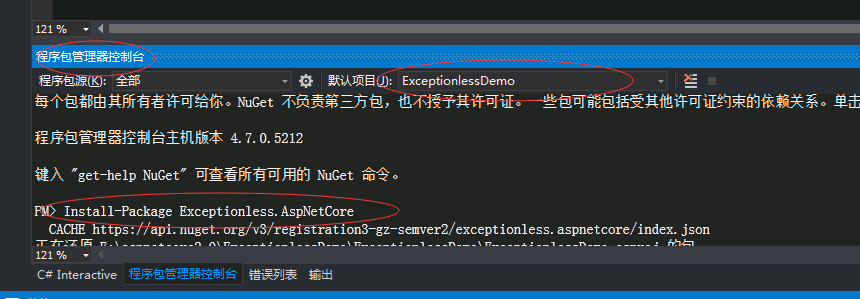 121 %
程序包管理器控制台
程序包源(K): 全部 默认项目(J): ExceptionlessDemo
每个包都由其所有者许可给你。NuGet 不负责第三方包，也不授予其许可证。 一些包可能包括受其他许可证约束的依赖关系。单击
程序包管理器控制台主机版本 4.7.0.5212
键入 "get-help NuGet" 可查看所有可用的 NuGet 命令。
PM> Install-Package Exceptionless.AspNetCore
CACHE https://api.nuget.org/v3/registration3-gz-semver2/exceptionless.aspnetcore/index.json
正在还原 的包
121 %
C# Interactive 程序包管理器控制台 错误列表 输出